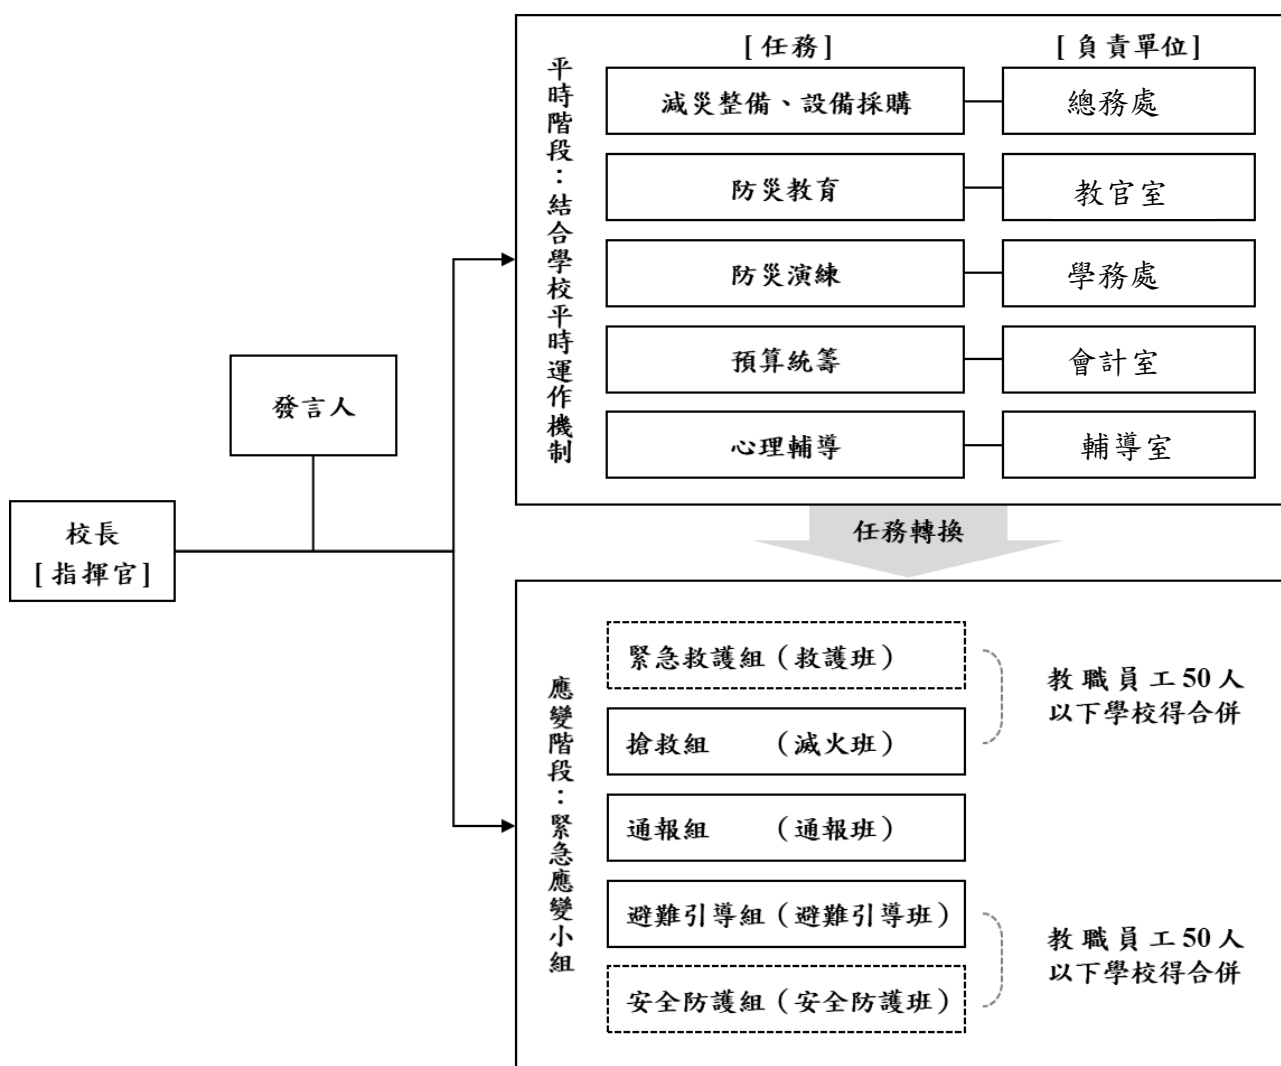 [任務]
[負責單位]
平時階段：結合學校平時運作機制
減災整備、設備採購
總務處
防災教育
教官室
防災演練
學務處
預算統籌
會計室
心理輔導
輔導室
發言人
校長
[指揮官]
任務轉換
應變階段：緊急應變小組
緊急救護組（救護班）
搶救組　　（滅火班）
教職員工50人
以下學校得合併
通報組　　（通報班）
避難引導組（避難引導班）
安全防護組（安全防護班）
教職員工50人
以下學校得合併